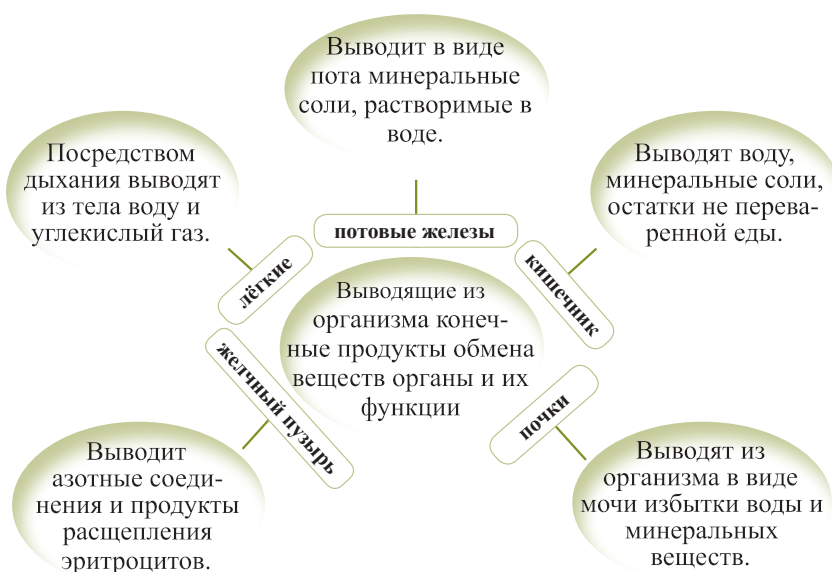 Выводит в виде
пота минеральные
соли, растворимые в
воде.
Посредством
дыхания выводят
из тела воду и
углекислый газ.
Выводят воду,
минеральные соли,
остатки не перева-
ренной еды.
потовые железы
лёгкие
кишечник
Выводящие из
организма конеч-
ные продукты обмена
веществ органы и их
функции
желчный пузырь
почки
Выводит
азотные соеди-
нения и продукты
расщепления
эритроцитов.
Выводят из
организма в виде
мочи избытки воды и
минеральных
веществ.